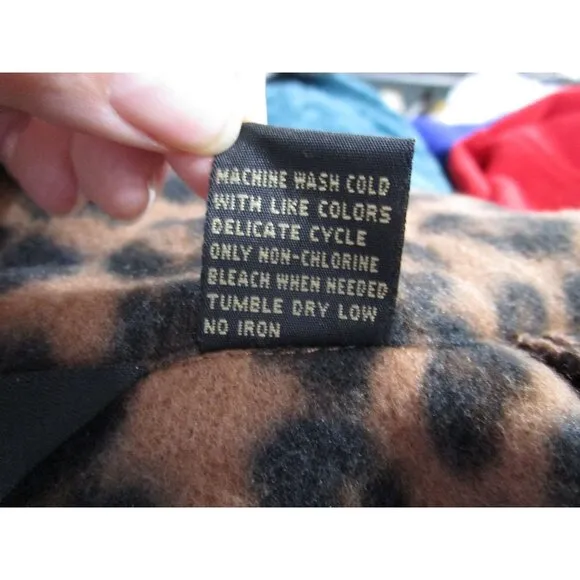 MACHINE WASH COLD
WITH LIKE COLORS
DELICATE CYCLE
ONLY NON-CHLORINE
BLEACH WHEN NEEDED
TUMBLE DRY LOW
NO IRON